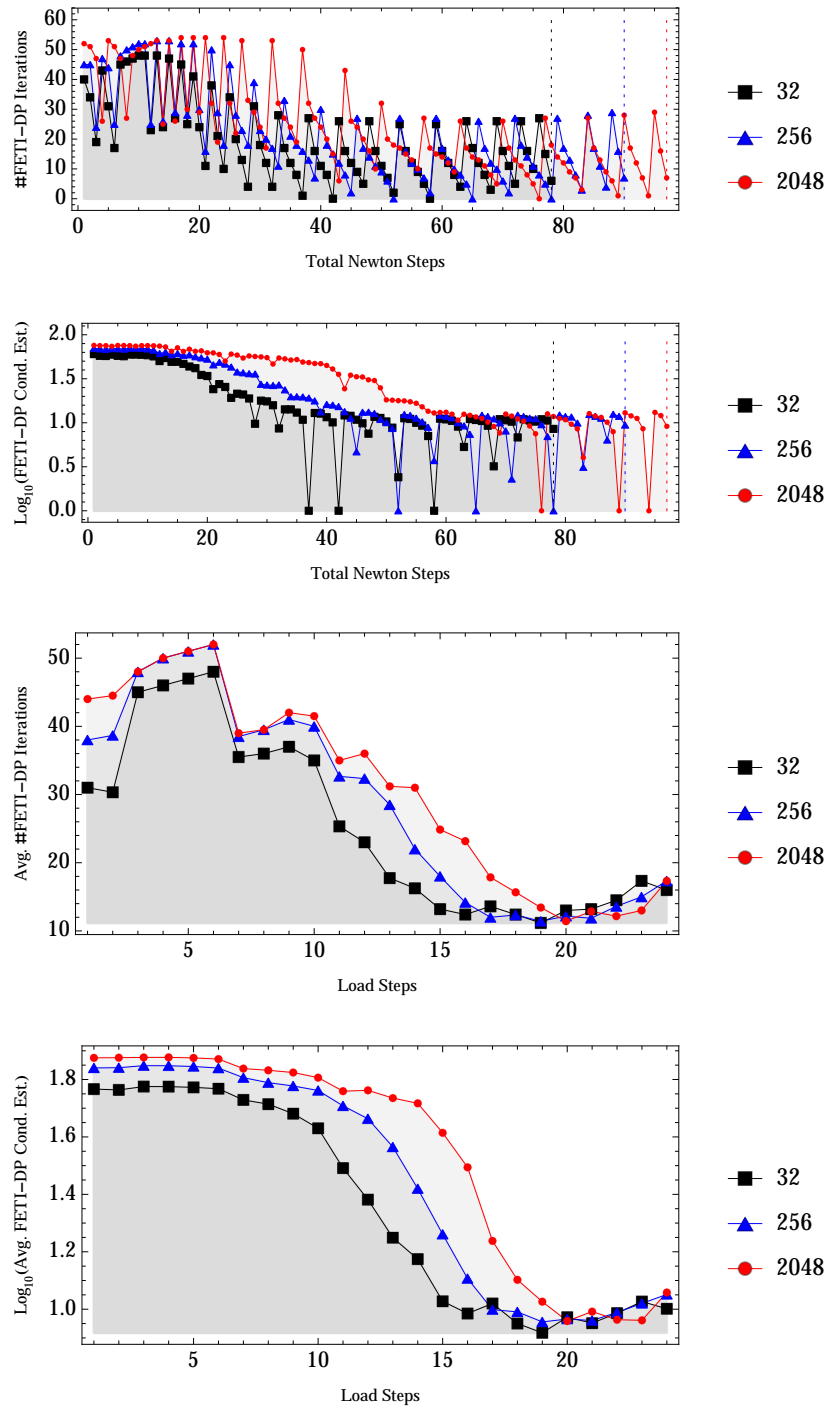 #FETI-DP Iterations
60
50
40
30
20
10
0
0 20 40 60 80
Total Newton Steps
32
256
2048
Log10(FETI-DP Cond. Est.)
2.0
1.5
1.0
0.5
0.0
0 20 40 60 80
Total Newton Steps
32
256
2048
Avg. #FETI-DP Iterations
50
40
30
20
10
5 10 15 20
Load Steps
32
256
2048
Log10(Avg. FETI-DP Cond. Est.)
1.8
1.6
1.4
1.2
1.0
5 10 15 20
Load Steps
32
256
2048